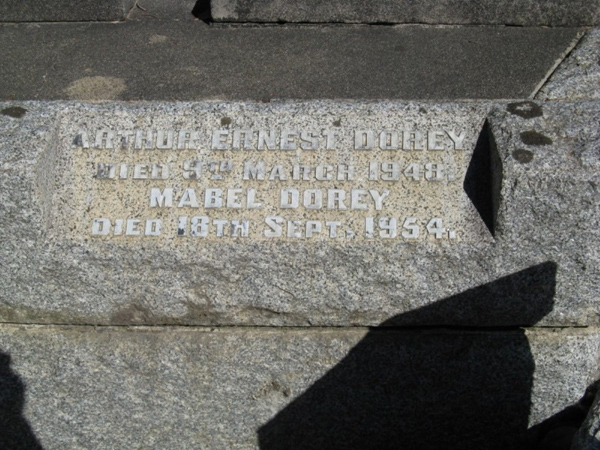 ARTHUR ERNEST DOREY
DIED 9TH MARCH 1948.
MABEL DOREY
DIED 18TH SEPT. 1954.